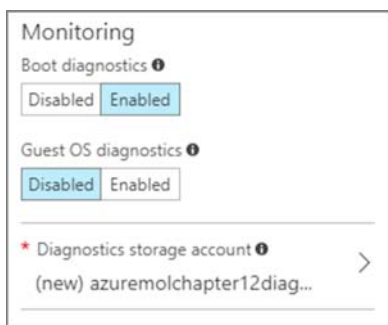 Monitoring
Boot diagnostics
Disabled Enabled
Guest OS diagnostics
Disabled Enabled
* Diagnostics storage account
(new) azuremolchapter12diag...